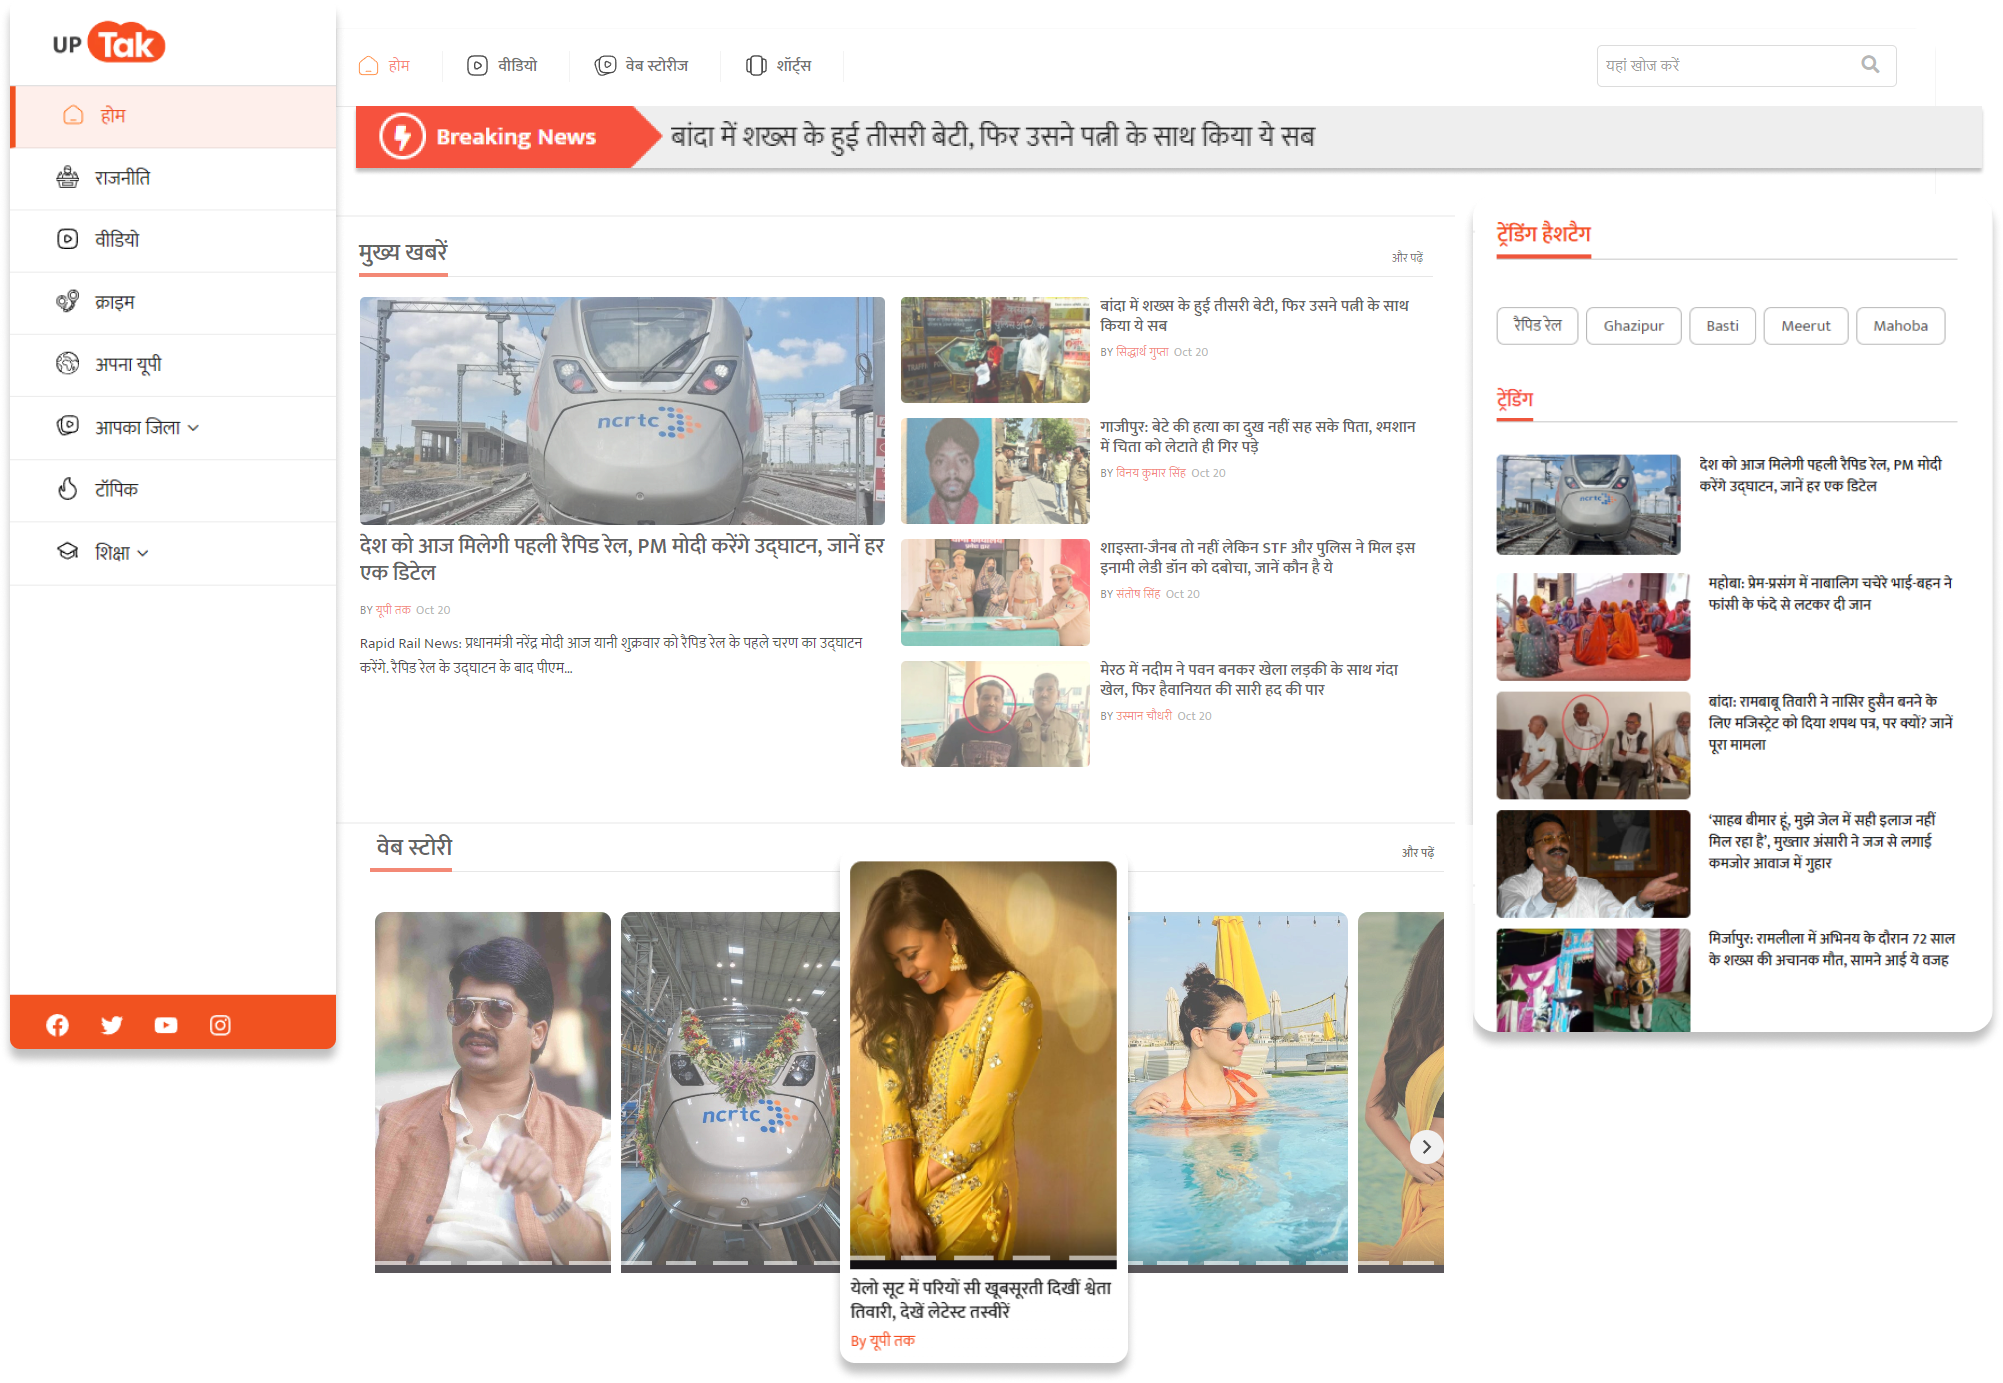 UP Tak
होम
राजनीति
वीडियो
क्राइम
अपना यूपी
आपका जिला
टॉपिक
शिक्षा
होम
वीडियो
वेब स्टोरीज
शॉर्ट्स
यहां खोज करें
Breaking News
बांदा में शख्स के हुई तीसरी बेटी, फिर उसने पत्नी के साथ किया ये सब
मुख्य खबरें
और पढ़ें
ncrtc
देश को आज मिलेगी पहली रैपिड रेल, PM मोदी करेंगे उद्घाटन, जानें हर
एक डिटेल
BY यूपी तक Oct 20
Rapid Rail News: प्रधानमंत्री नरेंद्र मोदी आज यानी शुक्रवार को रैपिड रेल के पहले चरण का उद्घाटन
करेंगे. रैपिड रेल के उद्घाटन के बाद पीएम...
बांदा में शख्स के हुई तीसरी बेटी, फिर उसने पत्नी के साथ
किया ये सब
BY सिद्धार्थ गुप्ता Oct 20
गाजीपुर: बेटे की हत्या का दुख नहीं सह सके पिता, श्मशान
में चिता को लेटाते ही गिर पड़े
BY विनय कुमार सिंह Oct 20
शाइस्ता-जैनब तो नहीं लेकिन STF और पुलिस ने मिल इस
इनामी लेडी डॉन को दबोचा, जानें कौन है ये
BY संतोष सिंह Oct 20
मेरठ में नदीम ने पवन बनकर खेला लड़की के साथ गंदा
खेल, फिर हैवानियत की सारी हद की पार
BY उस्मान चौधरी Oct 20
वेब स्टोरी
और पढ़ें
ncrtc
येलो सूट में परियों सी खूबसूरती दिखीं श्वेता
तिवारी, देखें लेटेस्ट तस्वीरें
By यूपी तक
ट्रेंडिंग हैशटैग
रैपिड रेल
Ghazipur
Basti
Meerut
Mahoba
ट्रेंडिंग
ncrtc
देश को आज मिलेगी पहली रैपिड रेल, PM मोदी
करेंगे उद्घाटन, जानें हर एक डिटेल
महोबा: प्रेम-प्रसंग में नाबालिग चचेरे भाई-बहन ने
फांसी के फंदे से लटकर दी जान
बांदा: रामबाबू तिवारी ने नासिर हुसैन बनने के
लिए मजिस्ट्रेट को दिया शपथ पत्र, पर क्यों? जानें
पूरा मामला
‘साहब बीमार हूं, मुझे जेल में सही इलाज नहीं
मिल रहा है’, मुख्तार अंसारी ने जज से लगाई
कमजोर आवाज में गुहार
मिर्जापुर: रामलीला में अभिनय के दौरान 72 साल
के शख्स की अचानक मौत, सामने आई ये वजह